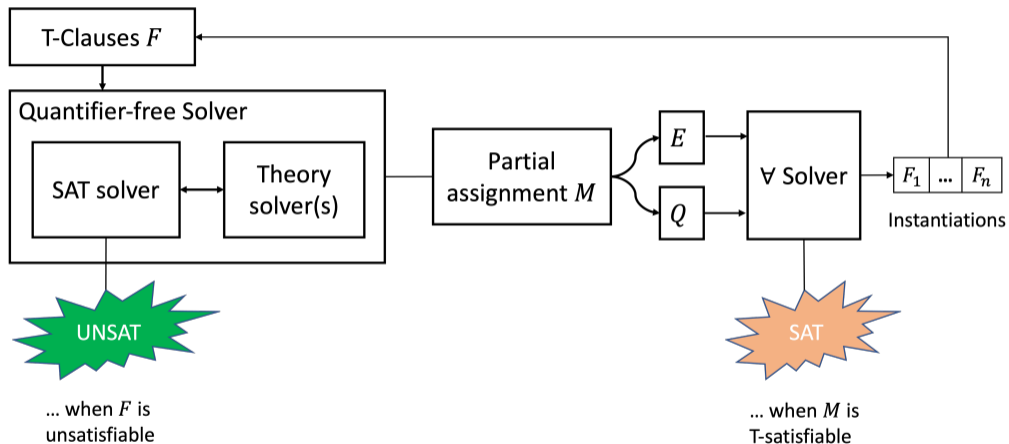 T-Clauses F
Quantifier-free Solver
SAT solver
Theory
solver(s)
Partial
assignment M
E
Q
∀ Solver
F₁ ... Fₙ
Instantiations
UNSAT
SAT
... when F is
unsatisfiable
... when M is
T-satisfiable